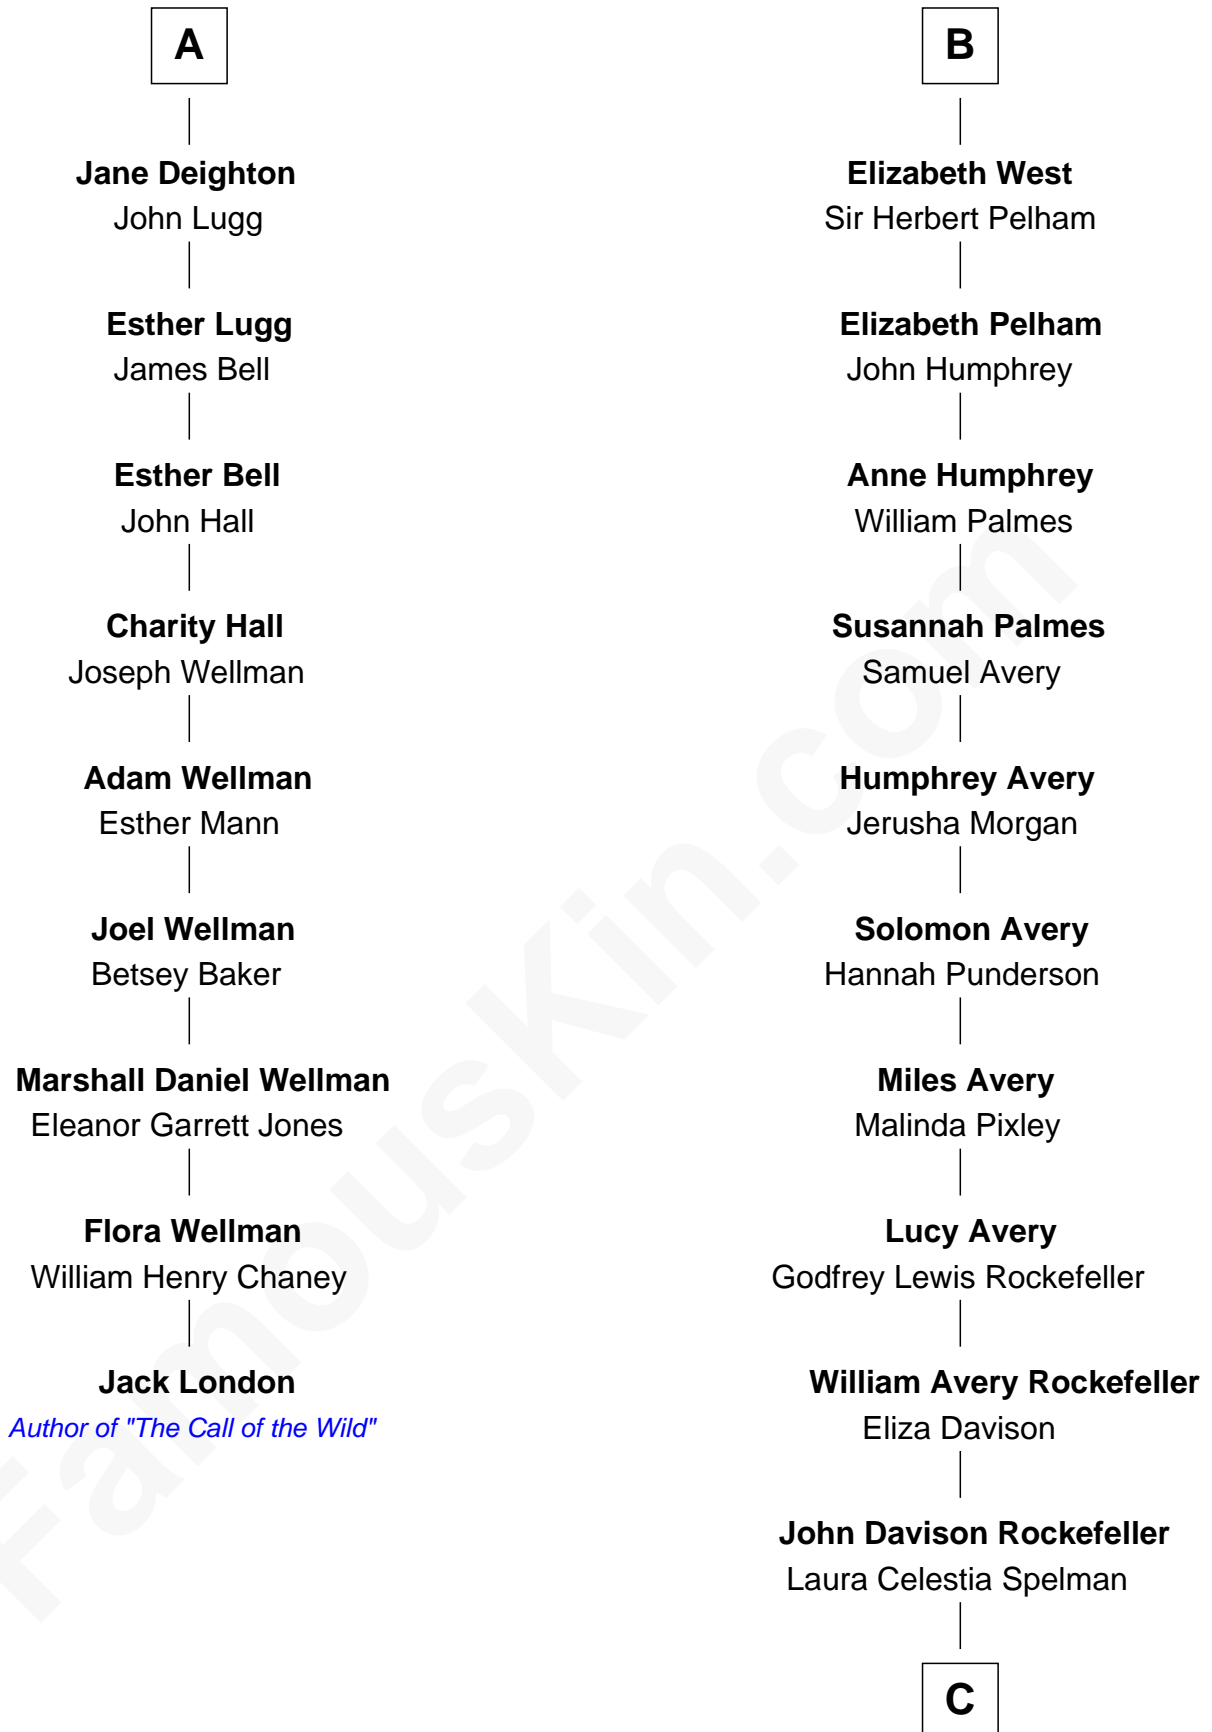 A
Jane Deighton
John Lugg
Esther Lugg
James Bell
Esther Bell
John Hall
Charity Hall
Joseph Wellman
Adam Wellman
Esther Mann
Joel Wellman
Betsey Baker
Marshall Daniel Wellman
Eleanor Garrett Jones
Flora Wellman
William Henry Chaney
Jack London
Author of "The Call of the Wild"
B
Elizabeth West
Sir Herbert Pelham
Elizabeth Pelham
John Humphrey
Anne Humphrey
William Palmes
Susannah Palmes
Samuel Avery
Humphrey Avery
Jerusha Morgan
Solomon Avery
Hannah Punderson
Miles Avery
Malinda Pixley
Lucy Avery
Godfrey Lewis Rockefeller
William Avery Rockefeller
Eliza Davison
John Davison Rockefeller
Laura Celestia Spelman
C
FamousKin.com